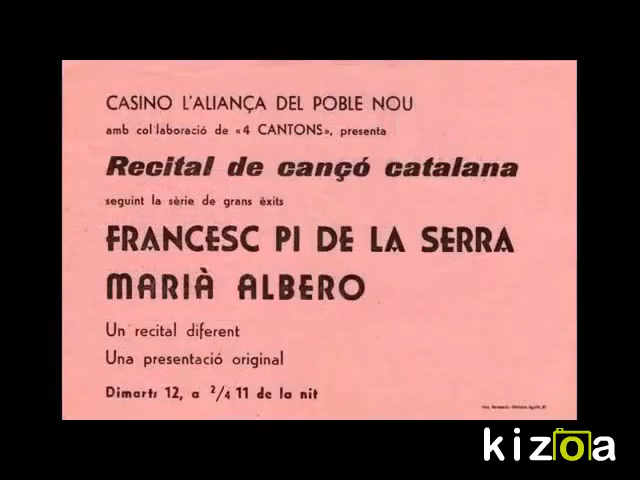 CASINO L'ALIANÇA DEL POBLE NOU
amb col·laboració de «4 CANTONS», presenta
Recital de cançó catalana
seguint la sèrie de grans èxits
FRANCESC PI DE LA SERRA
MARIÀ ALBERO
Un recital diferent
Una presentació original
Dimarts 12, a 2/4 11 de la nit
kizoa